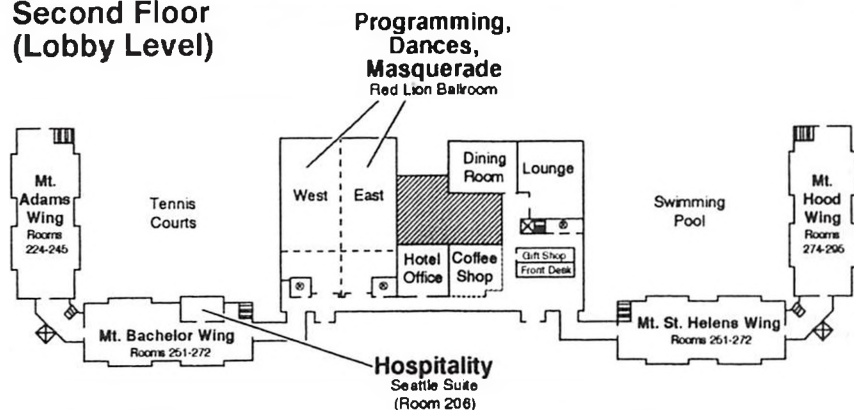 Second Floor
(Lobby Level)
Programming,
Dances,
Masquerade
Red Lion Ballroom
Mt.
Adams
Wing
Rooms
224-245
Tennis
Courts
West
East
Dining
Room
Lounge
Swimming
Pool
Mt.
Hood
Wing
Rooms
274-295
Hotel
Office
Coffee
Shop
Gift Shop
Front Desk
Mt. Bachelor Wing
Rooms 251-272
Mt. St. Helens Wing
Rooms 251-272
Hospitality
Seattle Suite
(Room 206)